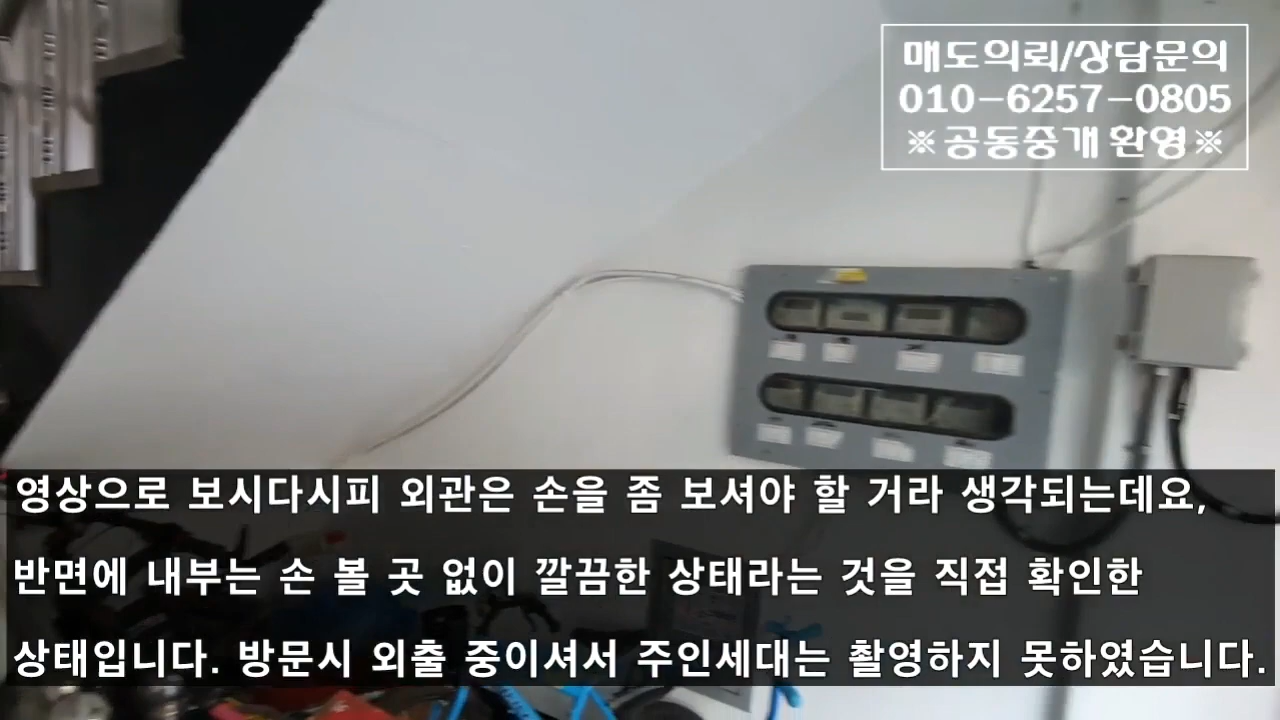 매도의뢰/상담문의
010-6257-0805
※공동중개 환영※
영상으로 보시다시피 외관은 손을 좀 보셔야 할 거라 생각되는데요,
반면에 내부는 손 볼 곳 없이 깔끔한 상태라는 것을 직접 확인한
상태입니다. 방문시 외출 중이셔서 주인세대는 촬영하지 못하였습니다.